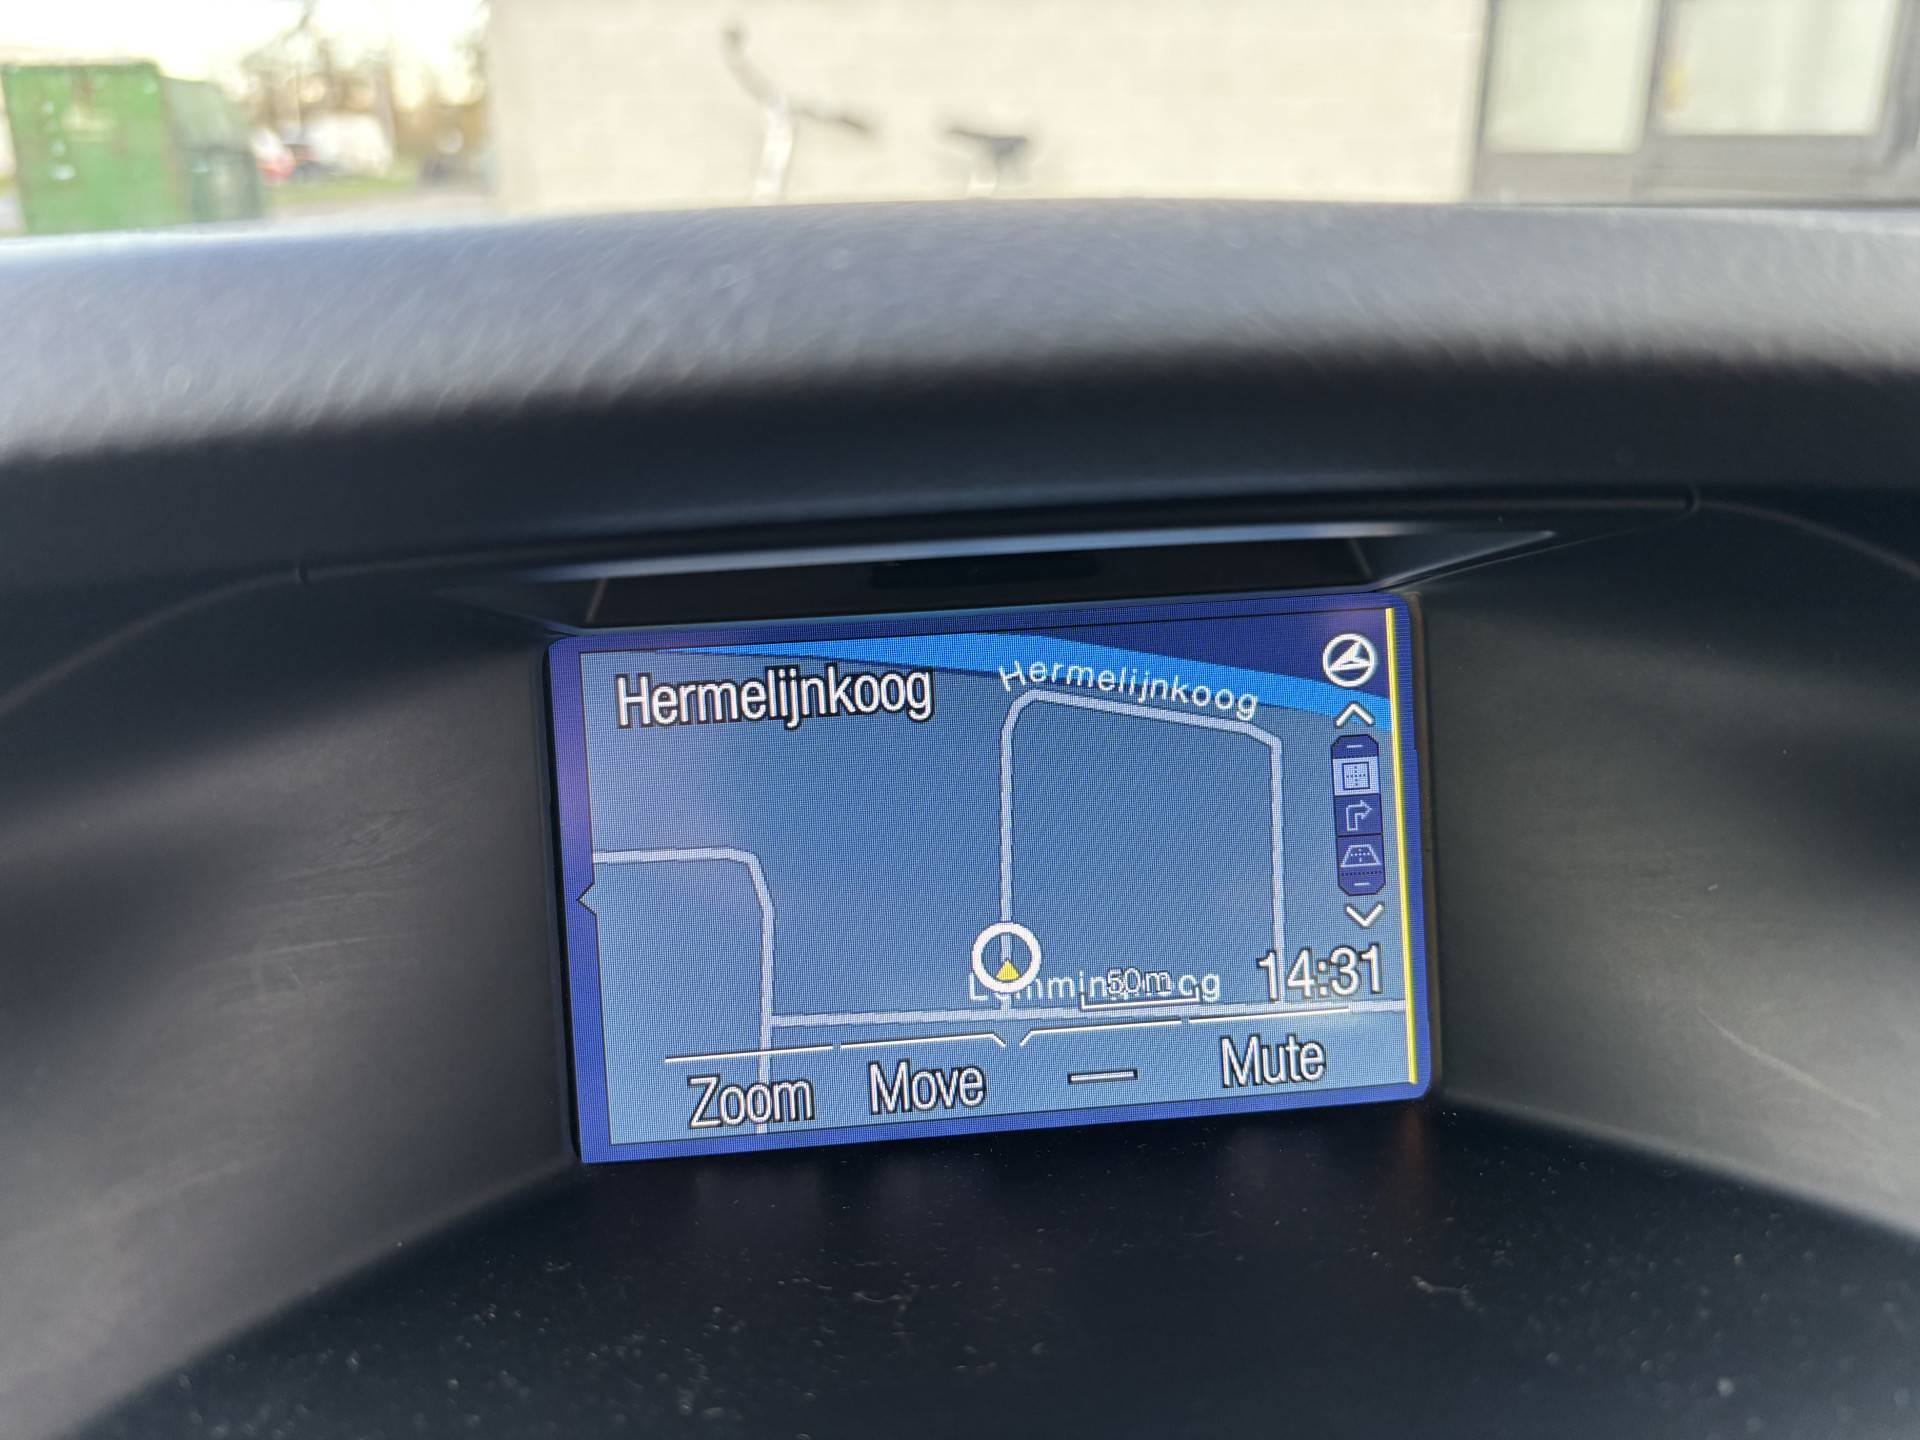 Hermelijnkoog
Hermelijnkoog
50m
14:31
Zoom Move Mute